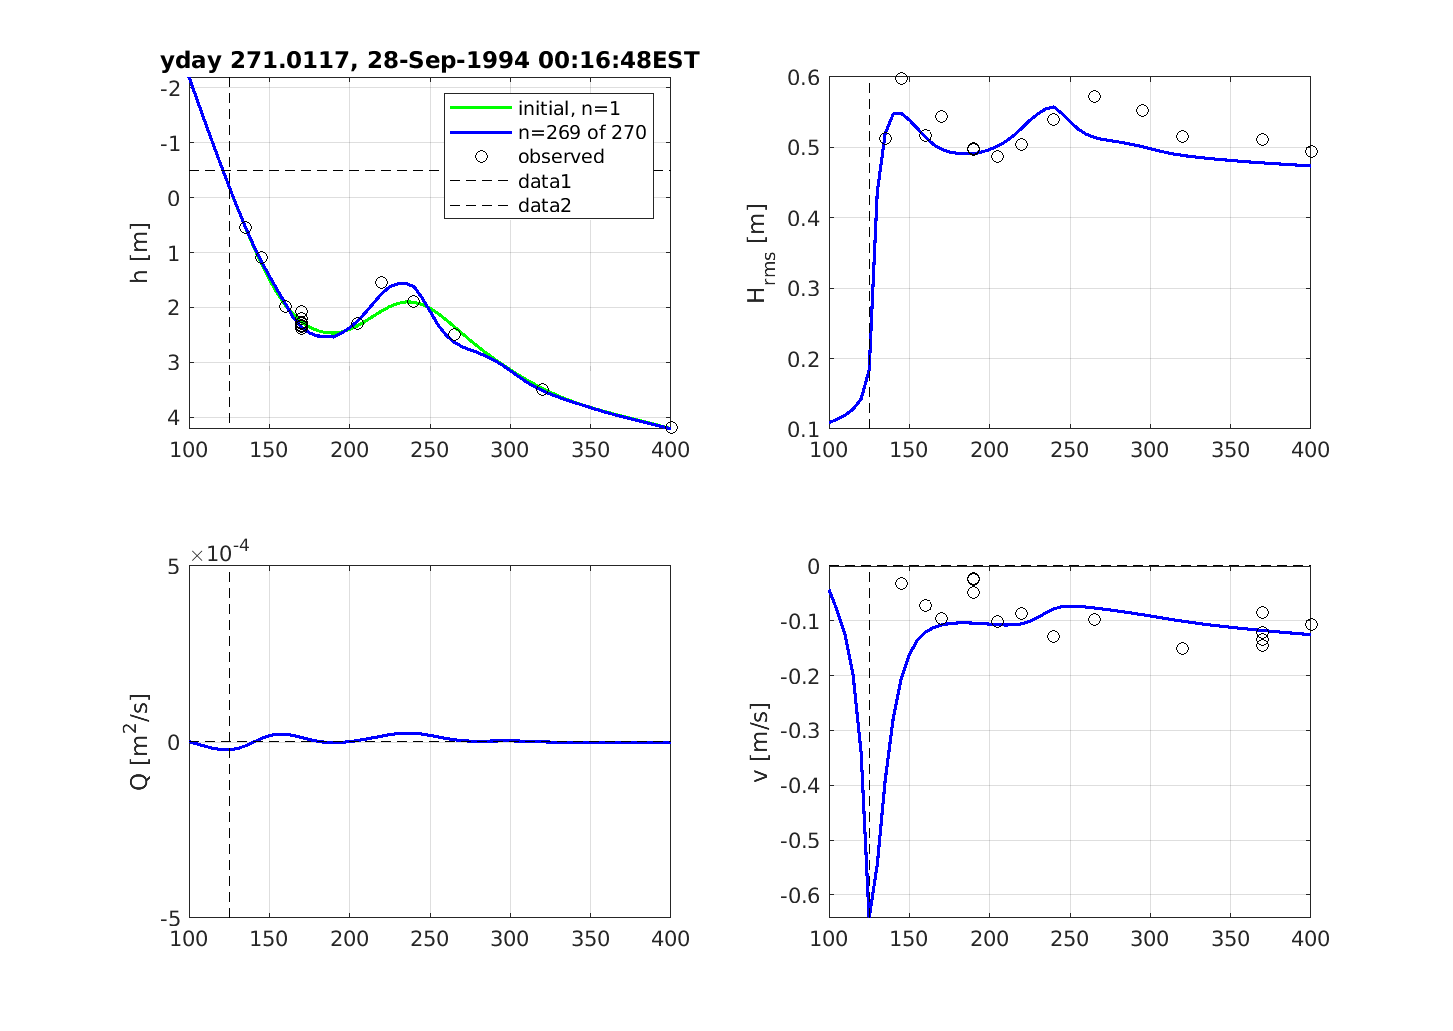 yday 271.0117, 28-Sep-1994 00:16:48EST
h [m]
-2
-1
0
1
2
3
4
100 150 200 250 300 350 400
initial, n=1
n=269 of 270
observed
data1
data2
H_rms [m]
0.6
0.5
0.4
0.3
0.2
0.1
100 150 200 250 300 350 400
×10^-4
Q [m^2/s]
5
0
-5
100 150 200 250 300 350 400
v [m/s]
0
-0.1
-0.2
-0.3
-0.4
-0.5
-0.6
100 150 200 250 300 350 400